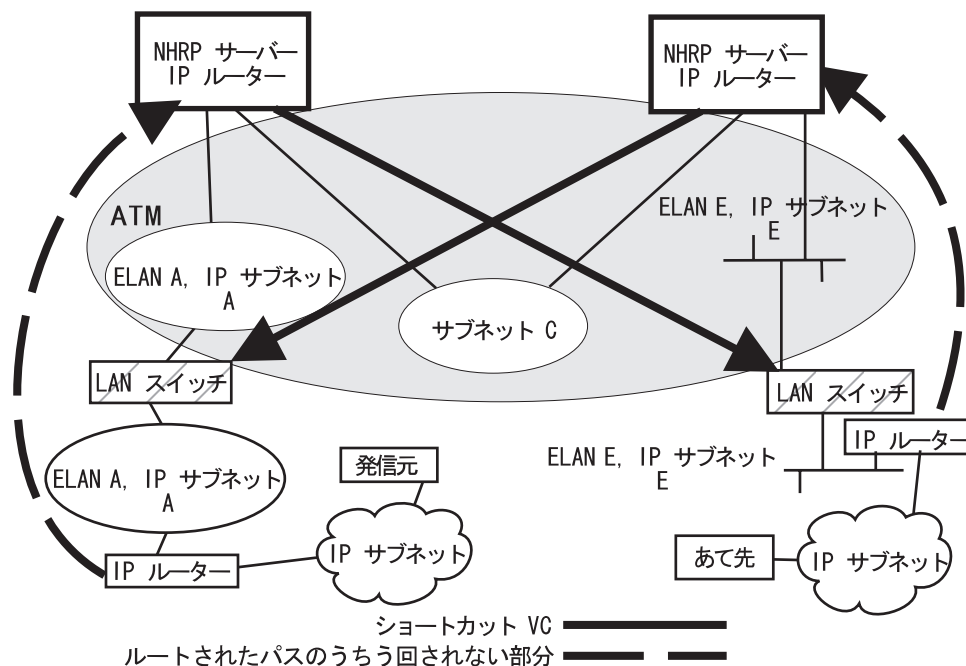 NHRP サーバー
IP ルーター
NHRP サーバー
IP ルーター
ATM
ELAN E, IP サブネット
E
ELAN A, IP サブネット
A
サブネット C
LAN スイッチ
LAN スイッチ
IP ルーター
ELAN E, IP サブネット
E
発信元
ELAN A, IP サブネット
A
IP サブネット
あて先
IP サブネット
IP ルーター
ショートカット VC
ルートされたパスのうちう回されない部分